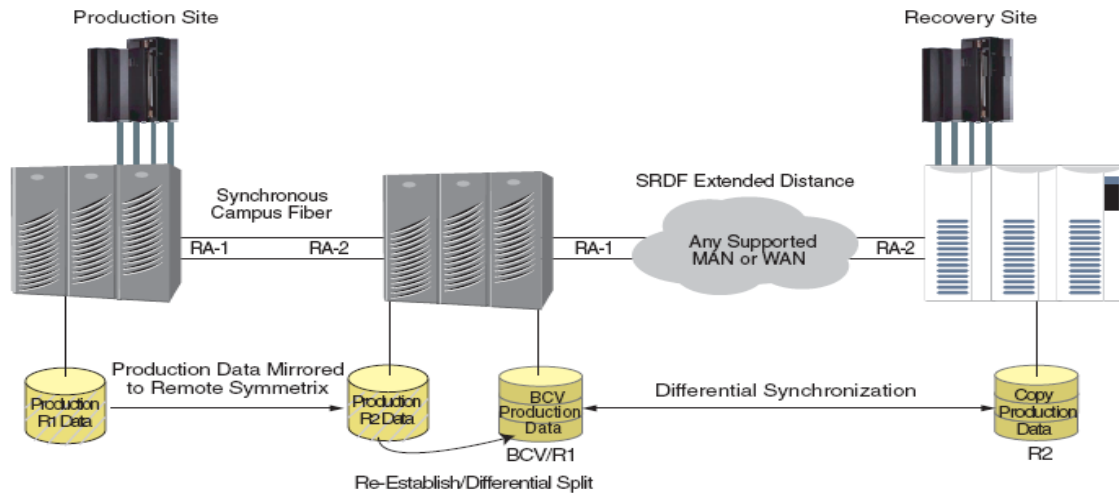 Production Site
Recovery Site
Synchronous
Campus Fiber
SRDF Extended Distance
RA-1
RA-2
RA-1
Any Supported
MAN or WAN
RA-2
Production Data Mirrored
to Remote Symmetrix
Differential Synchronization
Production
R1 Data
Production
R2 Data
BCV
Production
Data
Copy
Production
Data
BCV/R1
R2
Re-Establish/Differential Split